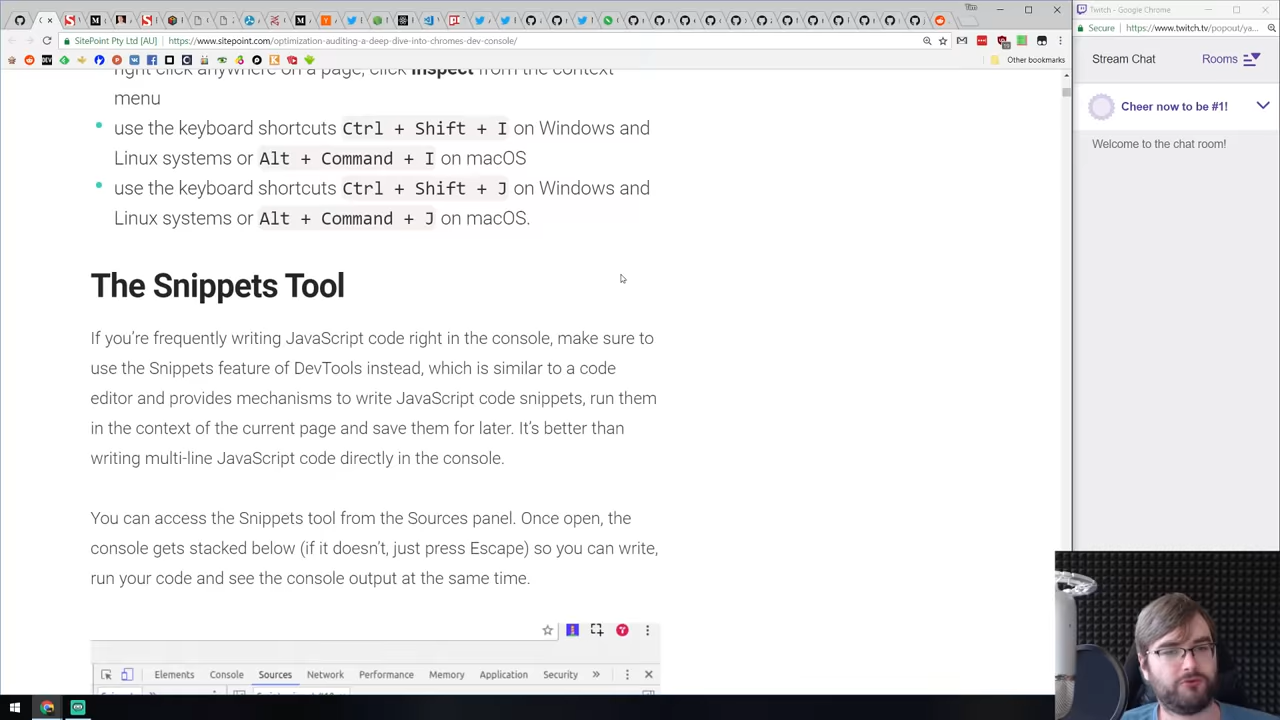 Tim
SitePoint Pty Ltd [AU]
https://www.sitepoint.com/optimization-auditing-a-deep-dive-into-chromes-dev-console/
Other bookmarks
right click anywhere on a page, click Inspect from the context
menu
use the keyboard shortcuts Ctrl + Shift + I on Windows and
Linux systems or Alt + Command + I on macOS
use the keyboard shortcuts Ctrl + Shift + J on Windows and
Linux systems or Alt + Command + J on macOS.
The Snippets Tool
If you're frequently writing JavaScript code right in the console, make sure to
use the Snippets feature of DevTools instead, which is similar to a code
editor and provides mechanisms to write JavaScript code snippets, run them
in the context of the current page and save them for later. It's better than
writing multi-line JavaScript code directly in the console.
You can access the Snippets tool from the Sources panel. Once open, the
console gets stacked below (if it doesn't, just press Escape) so you can write,
run your code and see the console output at the same time.
Elements Console Sources Network Performance Memory Application Security »
Twitch - Google Chrome
Secure https://www.twitch.tv/popout/ya...
Stream Chat Rooms
Cheer now to be #1!
Welcome to the chat room!